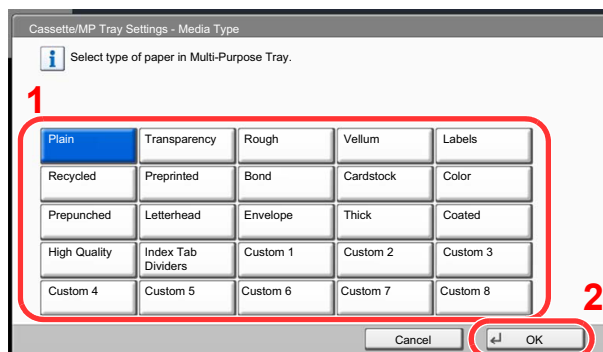 Cassette/MP Tray Settings - Media Type
Select type of paper in Multi-Purpose Tray.
1
Plain Transparency Rough Vellum Labels
Recycled Preprinted Bond Cardstock Color
Prepunched Letterhead Envelope Thick Coated
High Quality Index Tab Dividers Custom 1 Custom 2 Custom 3
Custom 4 Custom 5 Custom 6 Custom 7 Custom 8
2
Cancel OK